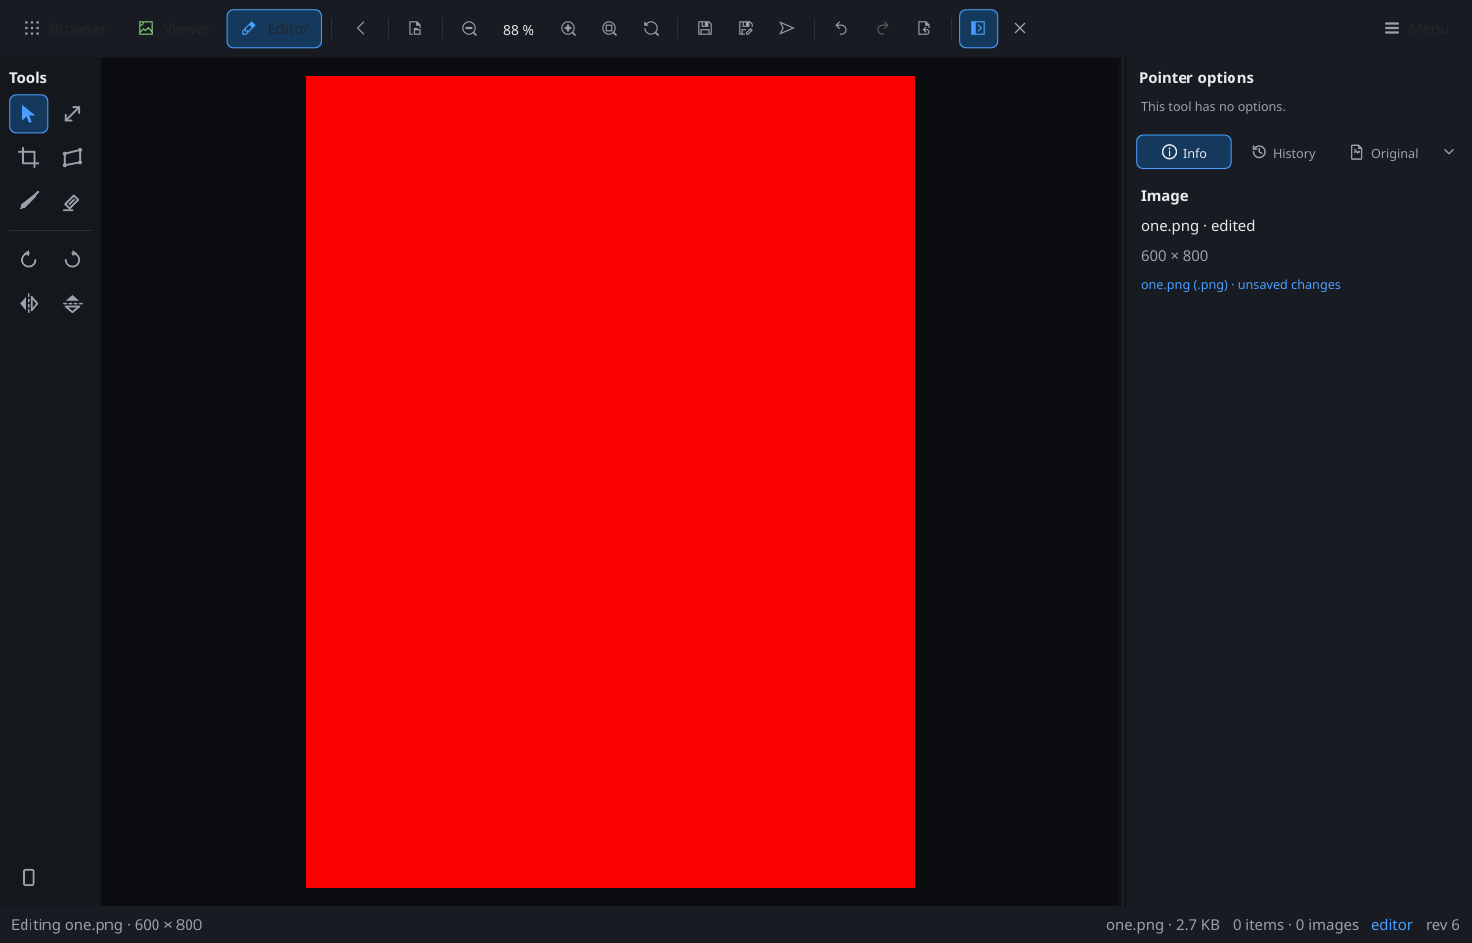 Browser Viewer Editor 88 % Menu
Tools
Pointer options
This tool has no options.
Info History Original
Image
one.png · edited
600 × 800
one.png (.png) · unsaved changes
Editing one.png · 600 × 800 one.png · 2.7 KB 0 items · 0 images editor rev 6